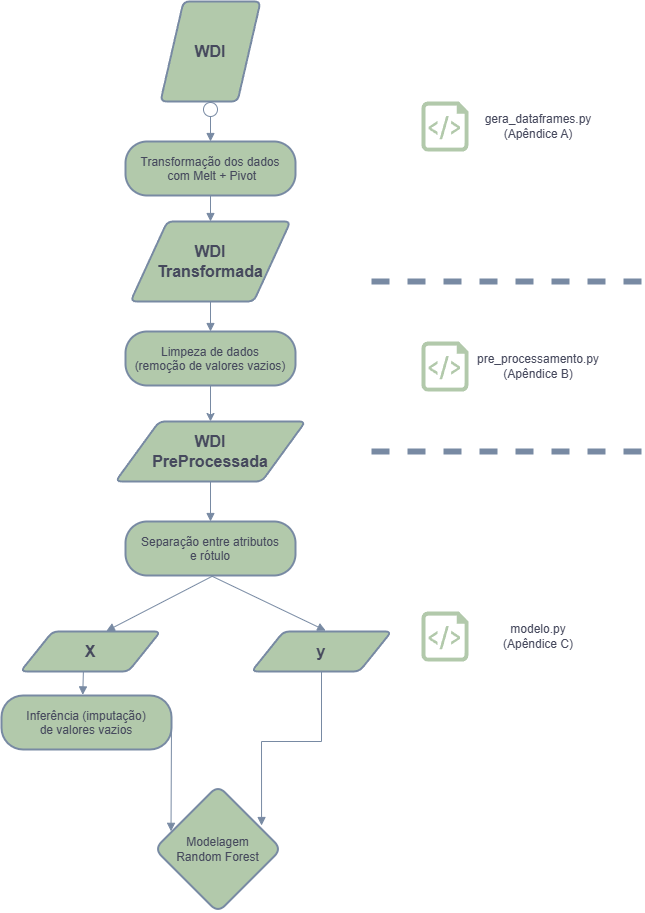 WDI
gera_dataframes.py
(Apêndice A)
Transformação dos dados
com Melt + Pivot
WDI
Transformada
Limpeza de dados
(remoção de valores vazios)
</>
pre_processamento.py
(Apêndice B)
WDI
PreProcessada
Separação entre atributos
e rótulo
X
y
</>
modelo.py
(Apêndice C)
Inferência (imputação)
de valores vazios
Modelagem
Random Forest